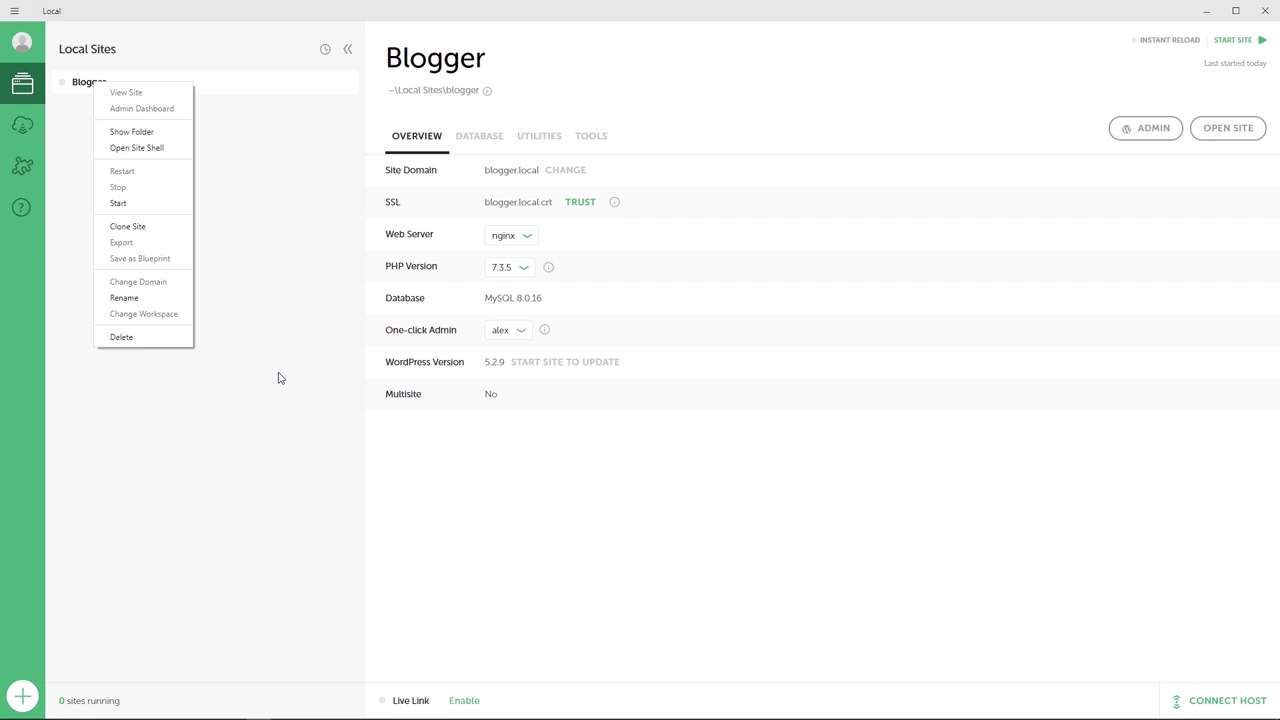 Local
Local Sites
Blogger
View Site
Admin Dashboard
Show Folder
Open Site Shell
Restart
Stop
Start
Clone Site
Export
Save as Blueprint
Change Domain
Rename
Change Workspace
Delete
0 sites running
Blogger
~\Local Sites\blogger
INSTANT RELOAD
START SITE
Last started today
OVERVIEW DATABASE UTILITIES TOOLS
ADMIN
OPEN SITE
Site Domain blogger.local CHANGE
SSL blogger.local.crt TRUST
Web Server nginx
PHP Version 7.3.5
Database MySQL 8.0.16
One-click Admin alex
WordPress Version 5.2.9 START SITE TO UPDATE
Multisite No
Live Link Enable
CONNECT HOST